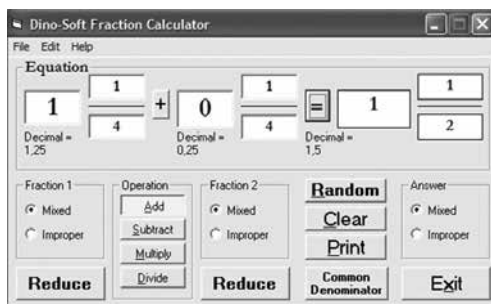 Dino-Soft Fraction Calculator
File Edit Help
Equation
1 1/4 + 0 1/4 = 1 1/2
Decimal = 1,25
Decimal = 0,25
Decimal = 1,5
Fraction 1
Mixed
Improper
Reduce
Operation
Add
Subtract
Multiply
Divide
Fraction 2
Mixed
Improper
Reduce
Random
Clear
Print
Common Denominator
Answer
Mixed
Improper
Exit